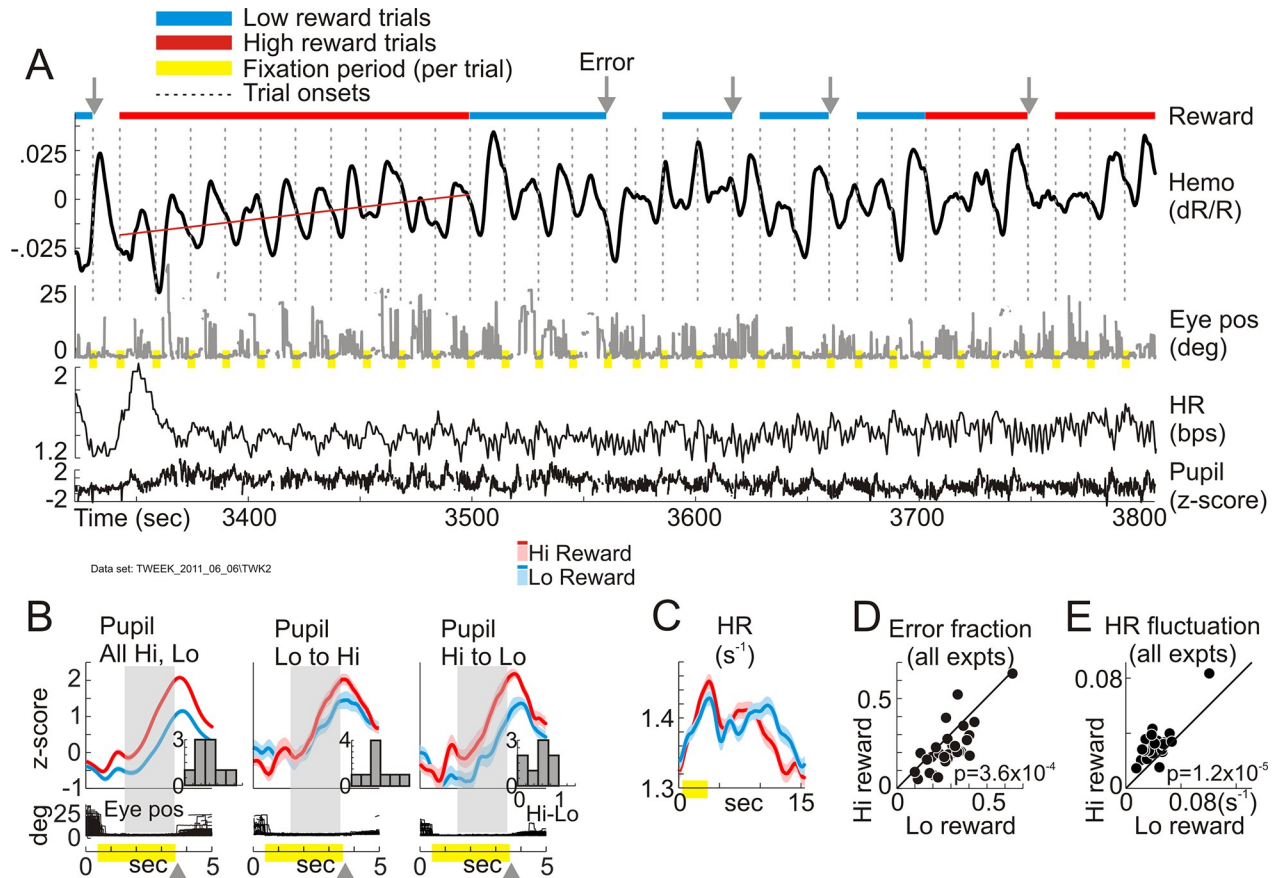 Low reward trials
High reward trials
Fixation period (per trial)
Trial onsets
A
Error
Reward
.025
0
-.025
Hemo
(dR/R)
25
0
Eye pos
(deg)
2
1.2
HR
(bps)
2
-2
Pupil
(z-score)
Time (sec)
3400
3500
3600
3700
3800
Data set: TWEEK_2011_06_06\TWK2
Hi Reward
Lo Reward
B
Pupil
All Hi, Lo
Pupil
Lo to Hi
Pupil
Hi to Lo
z-score
2
1
0
-1
3
4
3
0
1
Hi-Lo
deg
25
0
Eye pos
0
sec
5
0
sec
5
0
sec
5
C
HR
(s-1)
1.4
1.3
0
sec
15
D
Error fraction
(all expts)
Hi reward
0.5
0
p=3.6x10-4
0
0.5
Lo reward
E
HR fluctuation
(all expts)
Hi reward
0.08
0
p=1.2x10-5
0
0.08(s-1)
Lo reward